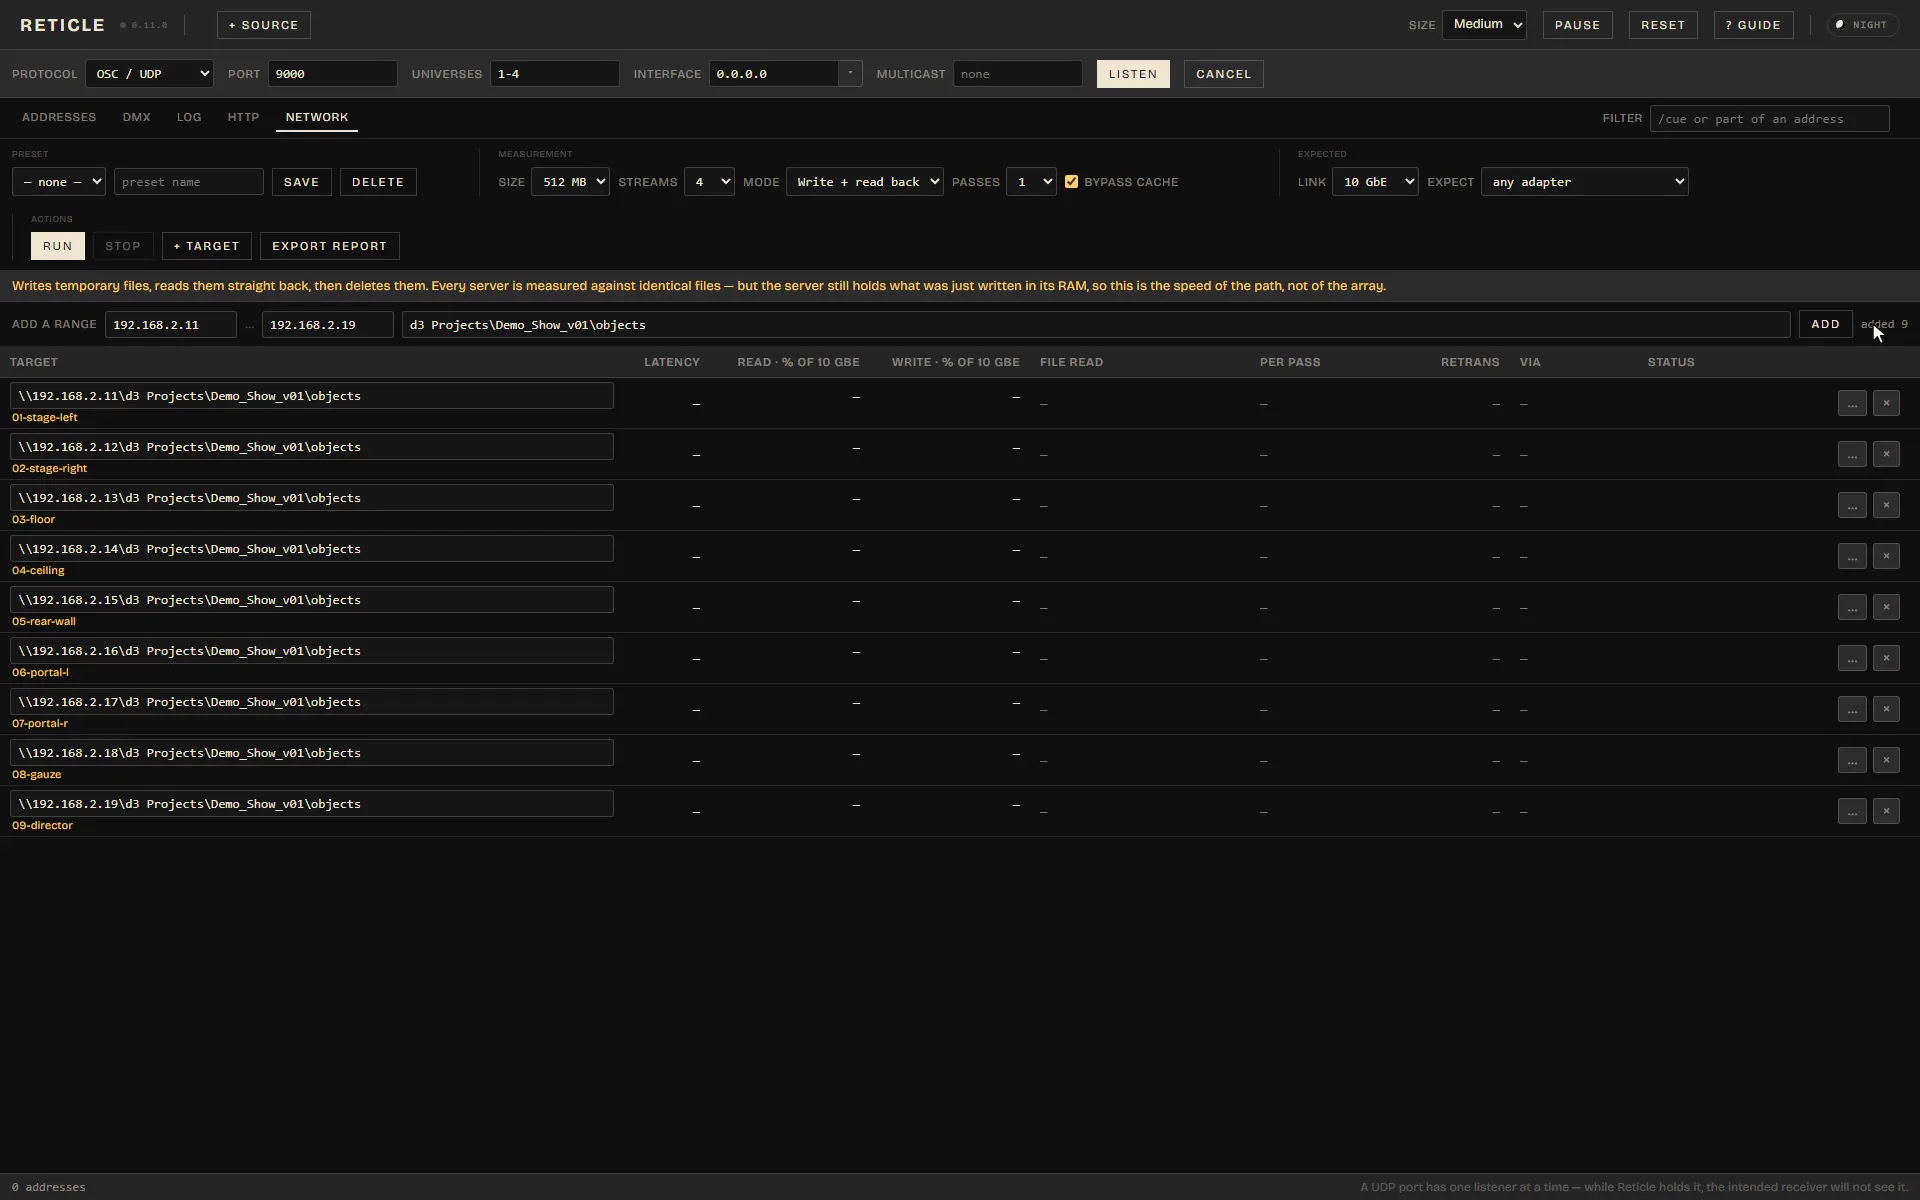 RETICLE 0.11.0 + SOURCE SIZE Medium PAUSE RESET ? GUIDE NIGHT
PROTOCOL OSC / UDP PORT 9000 UNIVERSES 1-4 INTERFACE 0.0.0.0 MULTICAST none LISTEN CANCEL
ADDRESSES DMX LOG HTTP NETWORK FILTER /cue or part of an address
PRESET MEASUREMENT EXPECTED
— none — preset name SAVE DELETE SIZE 512 MB STREAMS 4 MODE Write + read back PASSES 1 BYPASS CACHE LINK 10 GbE EXPECT any adapter
ACTIONS
RUN STOP + TARGET EXPORT REPORT
Writes temporary files, reads them straight back, then deletes them. Every server is measured against identical files — but the server still holds what was just written in its RAM, so this is the speed of the path, not of the array.
ADD A RANGE 192.168.2.11 … 192.168.2.19 d3 Projects\Demo_Show_v01\objects ADD added 9
TARGET LATENCY READ · % OF 10 GBE WRITE · % OF 10 GBE FILE READ PER PASS RETRANS VIA STATUS
\\192.168.2.11\d3 Projects\Demo_Show_v01\objects — — — — — — — … ×
01-stage-left
\\192.168.2.12\d3 Projects\Demo_Show_v01\objects — — — — — — — … ×
02-stage-right
\\192.168.2.13\d3 Projects\Demo_Show_v01\objects — — — — — — — … ×
03-floor
\\192.168.2.14\d3 Projects\Demo_Show_v01\objects — — — — — — — … ×
04-ceiling
\\192.168.2.15\d3 Projects\Demo_Show_v01\objects — — — — — — — … ×
05-rear-wall
\\192.168.2.16\d3 Projects\Demo_Show_v01\objects — — — — — — — … ×
06-portal-l
\\192.168.2.17\d3 Projects\Demo_Show_v01\objects — — — — — — — … ×
07-portal-r
\\192.168.2.18\d3 Projects\Demo_Show_v01\objects — — — — — — — … ×
08-gauze
\\192.168.2.19\d3 Projects\Demo_Show_v01\objects — — — — — — — … ×
09-director
0 addresses A UDP port has one listener at a time — while Reticle holds it, the intended receiver will not see it.